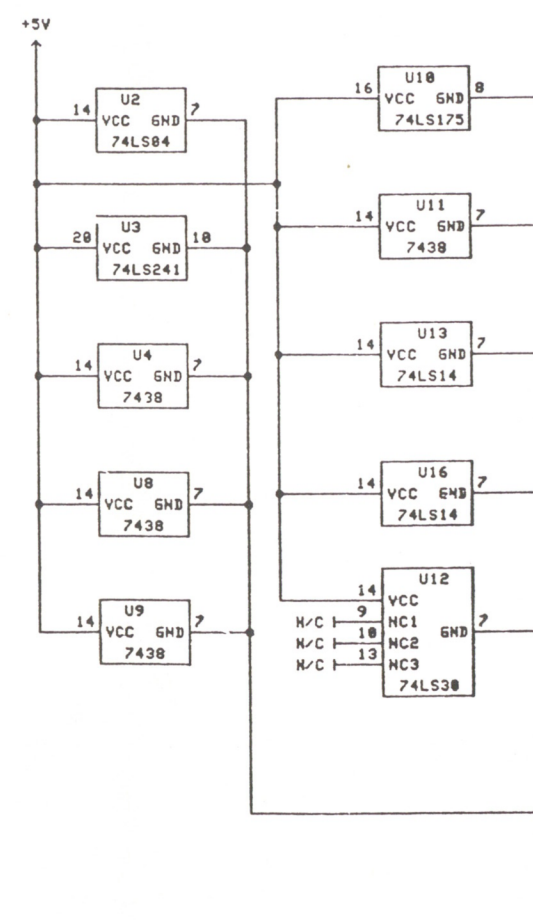 +5V
U2
14 VCC GND 7
74LS04
U3
20 VCC GND 10
74LS241
U4
14 VCC GND 7
7438
U8
14 VCC GND 7
7438
U9
14 VCC GND 7
7438
U10
16 VCC GND 8
74LS175
U11
14 VCC GND 7
7438
U13
14 VCC GND 7
74LS14
U16
14 VCC GND 7
74LS14
U12
14 VCC
N/C 9 NC1
GND 7
N/C 10 NC2
N/C 13 NC3
74LS30